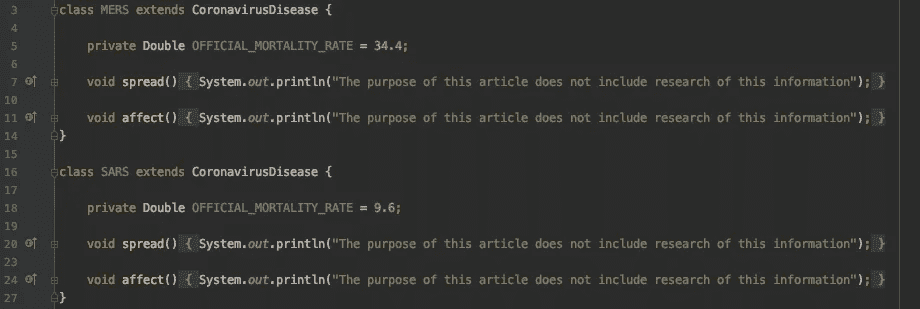 3 class MERS extends CoronavirusDisease {
4
5 private Double OFFICIAL_MORTALITY_RATE = 34.4;
6
7 void spread() { System.out.println("The purpose of this article does not include research of this information"); }
10
11 void affect() { System.out.println("The purpose of this article does not include research of this information"); }
14 }
15
16 class SARS extends CoronavirusDisease {
17
18 private Double OFFICIAL_MORTALITY_RATE = 9.6;
19
20 void spread() { System.out.println("The purpose of this article does not include research of this information"); }
23
24 void affect() { System.out.println("The purpose of this article does not include research of this information"); }
27 }